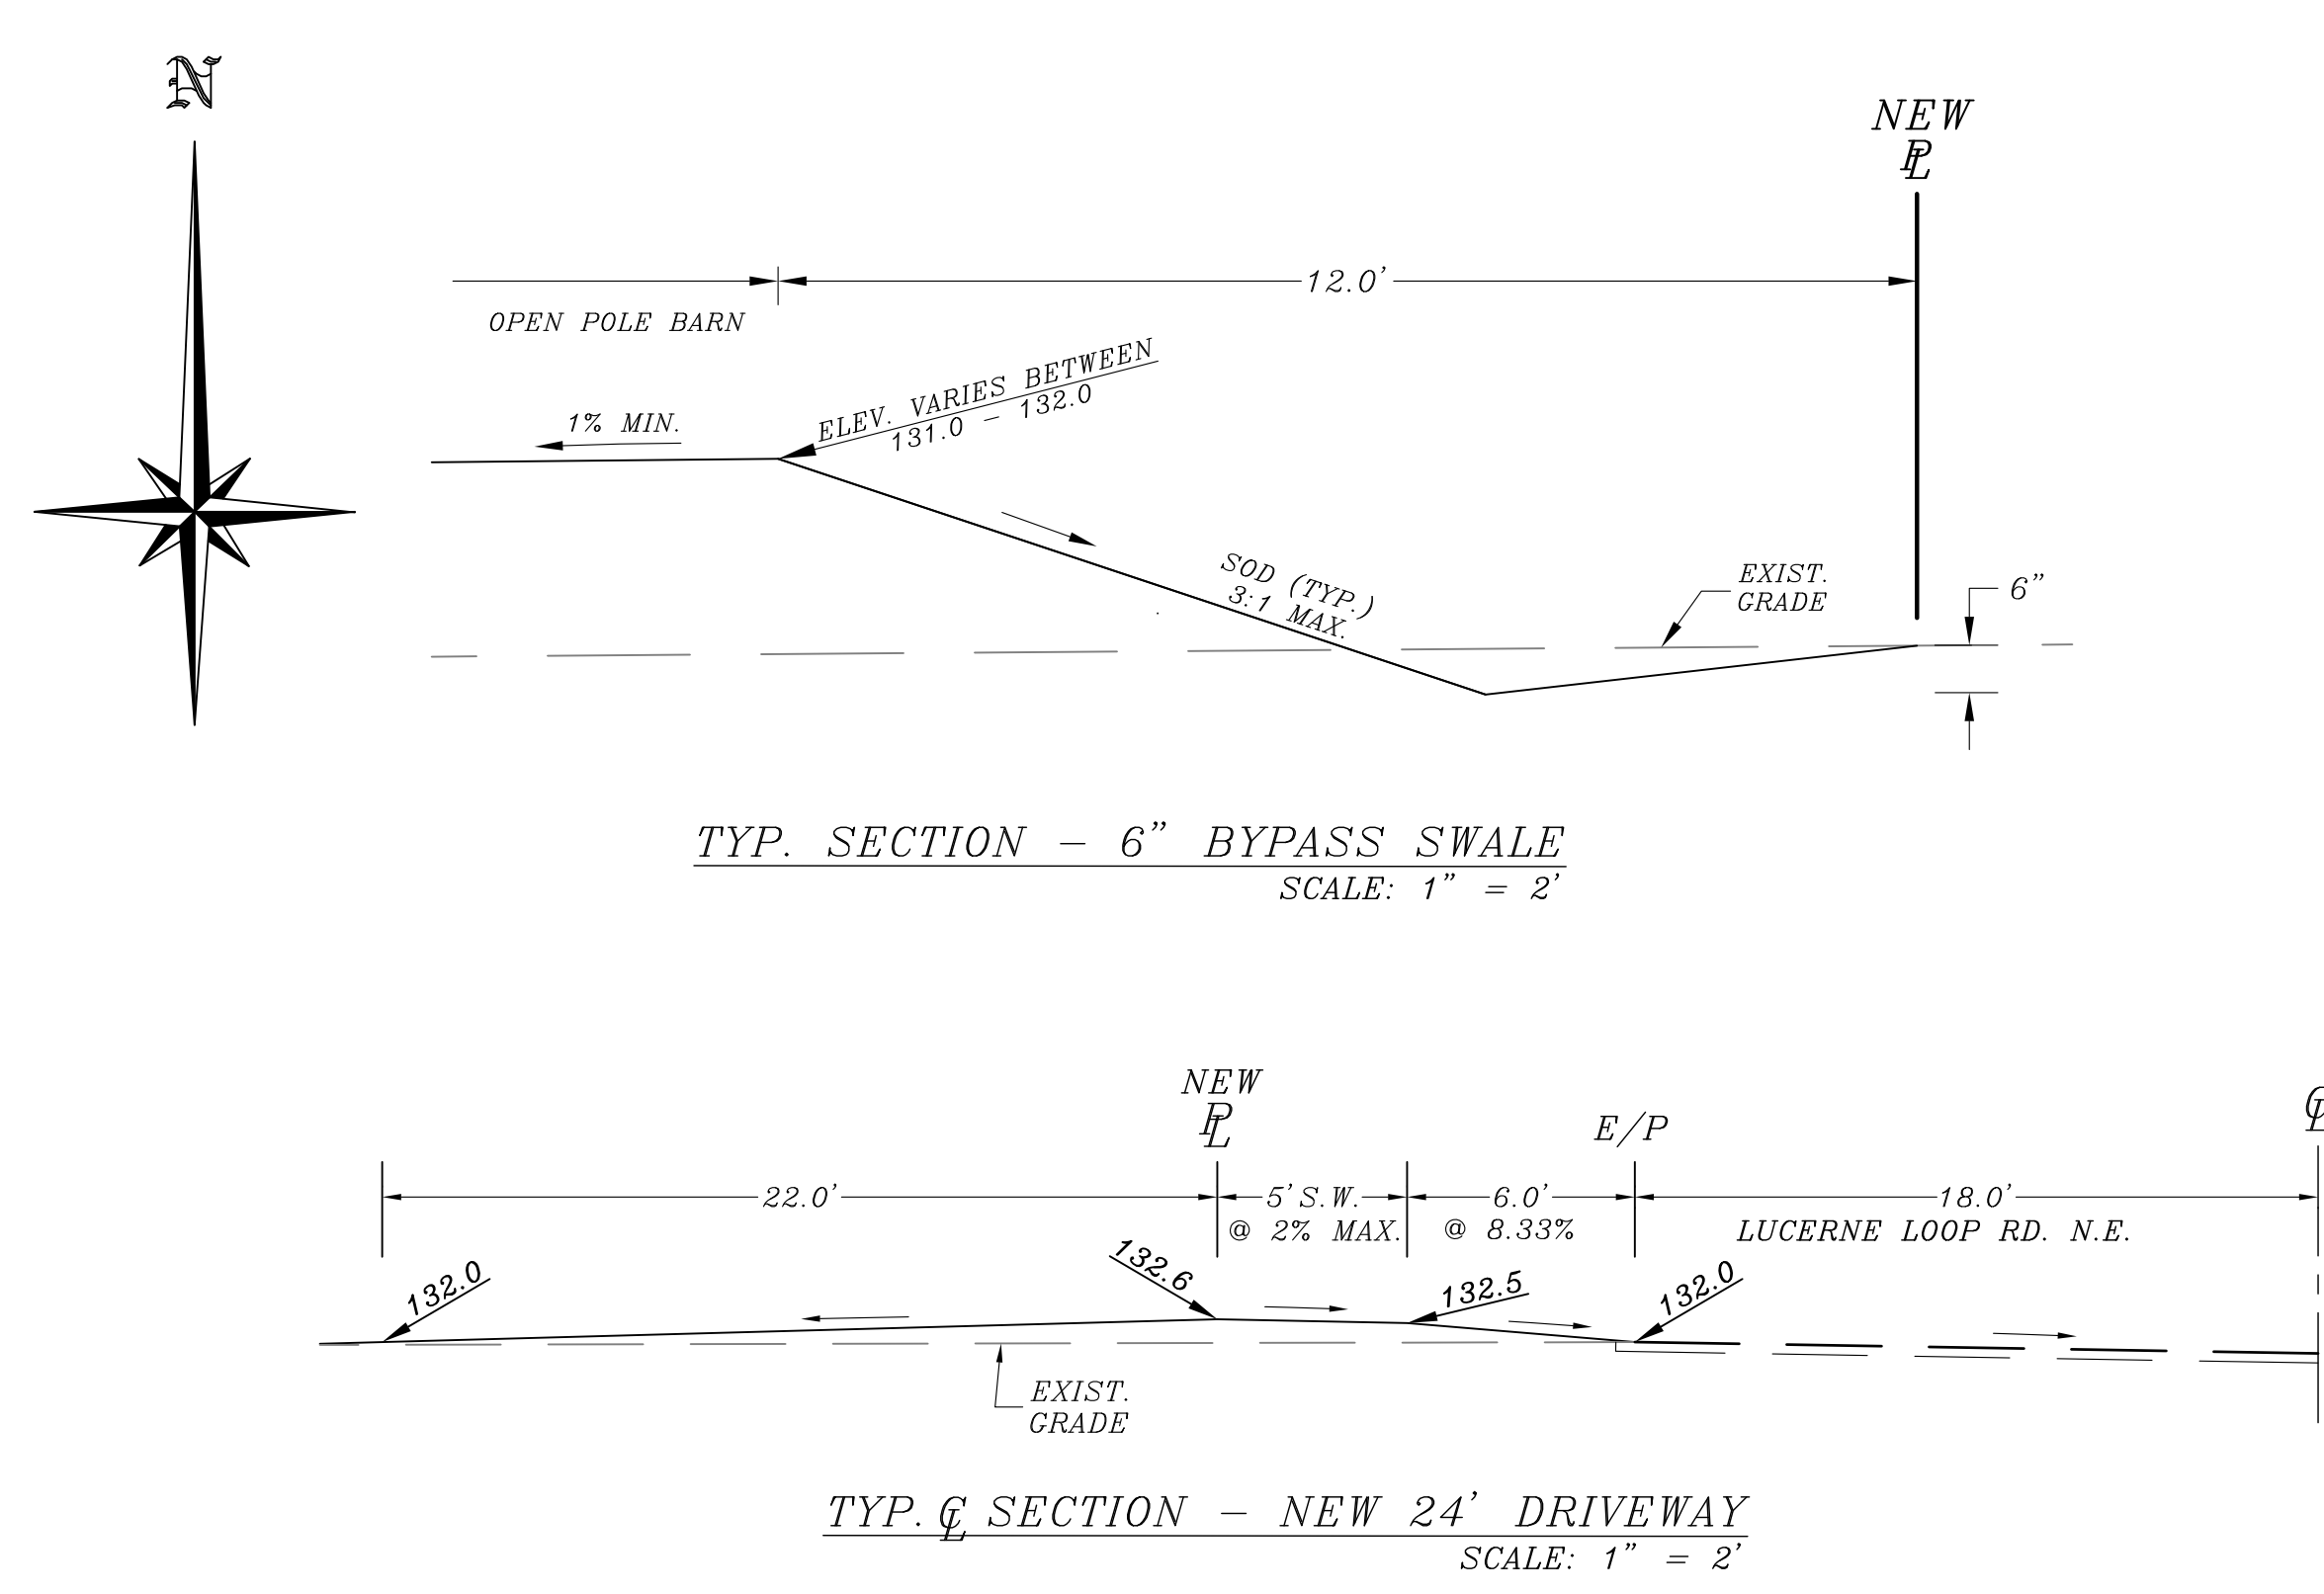 N
NEW
PL
12.0'
OPEN POLE BARN
ELEV. VARIES BETWEEN
131.0 - 132.0
1% MIN.
SOD (TYP.)
3:1 MAX.
EXIST.
GRADE
6"
TYP. SECTION - 6" BYPASS SWALE
SCALE: 1" = 2'
NEW
PL
E/P
CL
22.0'
5' S.W.
@ 2% MAX.
6.0'
@ 8.33%
18.0'
LUCERNE LOOP RD. N.E.
132.0
132.6
132.5
132.0
EXIST.
GRADE
TYP. CL SECTION - NEW 24' DRIVEWAY
SCALE: 1" = 2'